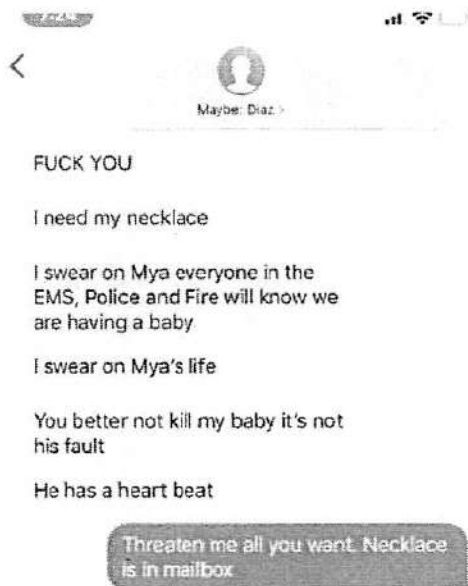 Maybe: Diaz >
FUCK YOU
I need my necklace
I swear on Mya everyone in the
EMS, Police and Fire will know we
are having a baby
I swear on Mya's life
You better not kill my baby it's not
his fault
He has a heart beat
Threaten me all you want. Necklace
is in mailbox